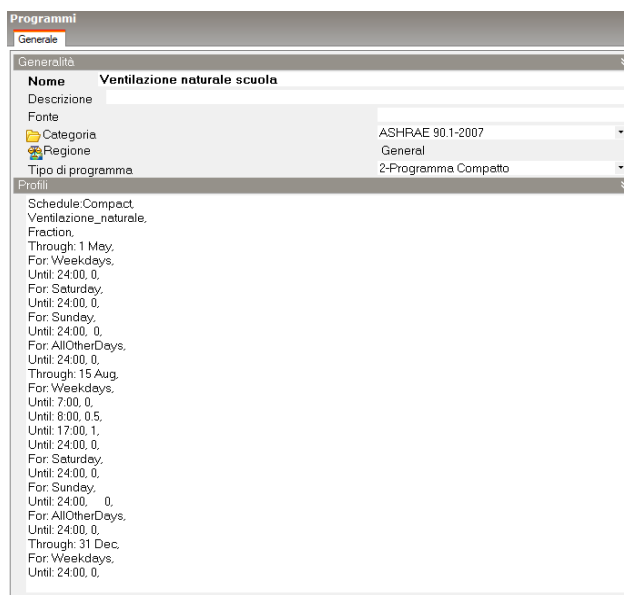 Programmi
Generale
Generalità
Nome Ventilazione naturale scuola
Descrizione
Fonte
Categoria ASHRAE 90.1-2007
Regione General
Tipo di programma 2-Programma Compatto
Profili
Schedule:Compact,
Ventilazione_naturale,
Fraction,
Through: 1 May,
For: Weekdays,
Until: 24:00, 0,
For: Saturday,
Until: 24:00, 0,
For: Sunday,
Until: 24:00, 0,
For: AllOtherDays,
Until: 24:00, 0,
Through: 15 Aug,
For: Weekdays,
Until: 7:00, 0,
Until: 8:00, 0.5,
Until: 17:00, 1,
Until: 24:00, 0,
For: Saturday,
Until: 24:00, 0,
For: Sunday,
Until: 24:00, 0,
For: AllOtherDays,
Until: 24:00, 0,
Through: 31 Dec,
For: Weekdays,
Until: 24:00, 0,